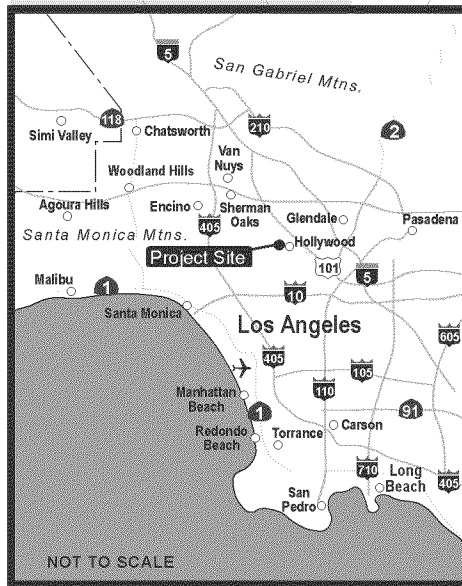 5
San Gabriel Mtns.
118
Simi Valley
Chatsworth
210
2
Van
Nuys
Woodland Hills
Agoura Hills
Encino
Sherman
Oaks
405
Glendale
Pasadena
Santa Monica Mtns.
Hollywood
Project Site
101
5
Malibu
1
10
Santa Monica
Los Angeles
605
405
105
Manhattan
Beach
110
1
91
Redondo
Beach
Torrance
Carson
710
Long
Beach
405
San
Pedro
NOT TO SCALE